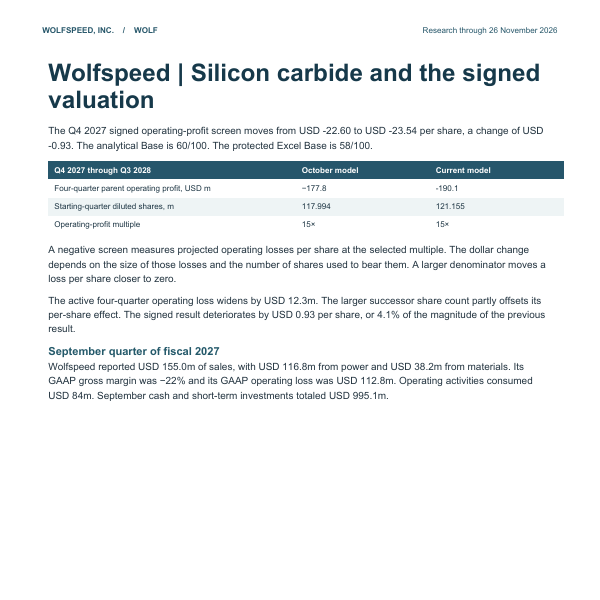 WOLFSPEED, INC. / WOLF
Research through 26 November 2026
Wolfspeed | Silicon carbide and the signed
valuation
The Q4 2027 signed operating-profit screen moves from USD -22.60 to USD -23.54 per share, a change of USD
-0.93. The analytical Base is 60/100. The protected Excel Base is 58/100.
Q4 2027 through Q3 2028 October model Current model
Four-quarter parent operating profit, USD m −177.8 -190.1
Starting-quarter diluted shares, m 117.994 121.155
Operating-profit multiple 15× 15×
A negative screen measures projected operating losses per share at the selected multiple. The dollar change
depends on the size of those losses and the number of shares used to bear them. A larger denominator moves a
loss per share closer to zero.
The active four-quarter operating loss widens by USD 12.3m. The larger successor share count partly offsets its
per-share effect. The signed result deteriorates by USD 0.93 per share, or 4.1% of the magnitude of the previous
result.
September quarter of fiscal 2027
Wolfspeed reported USD 155.0m of sales, with USD 116.8m from power and USD 38.2m from materials. Its
GAAP gross margin was −22% and its GAAP operating loss was USD 112.8m. Operating activities consumed
USD 84m. September cash and short-term investments totaled USD 995.1m.